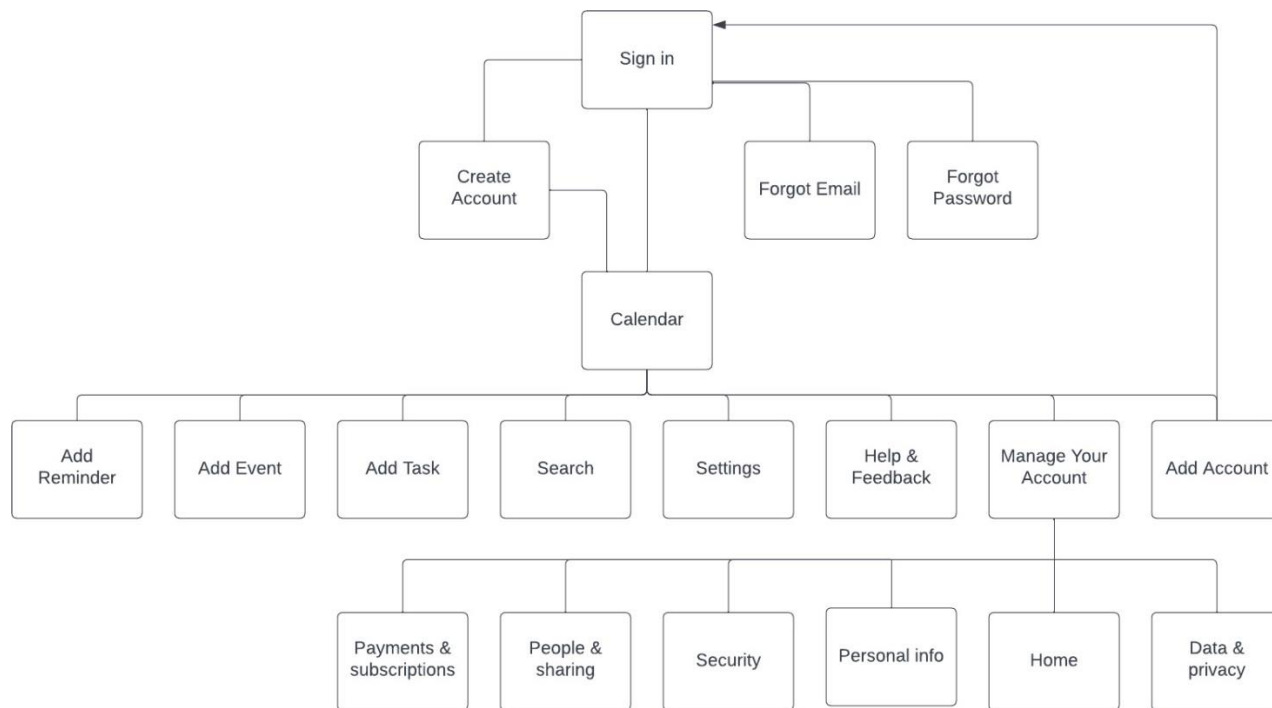 Sign in
Create
Account
Forgot Email
Forgot
Password
Calendar
Add
Reminder
Add Event
Add Task
Search
Settings
Help &
Feedback
Manage Your
Account
Add Account
Payments &
subscriptions
People &
sharing
Security
Personal info
Home
Data &
privacy